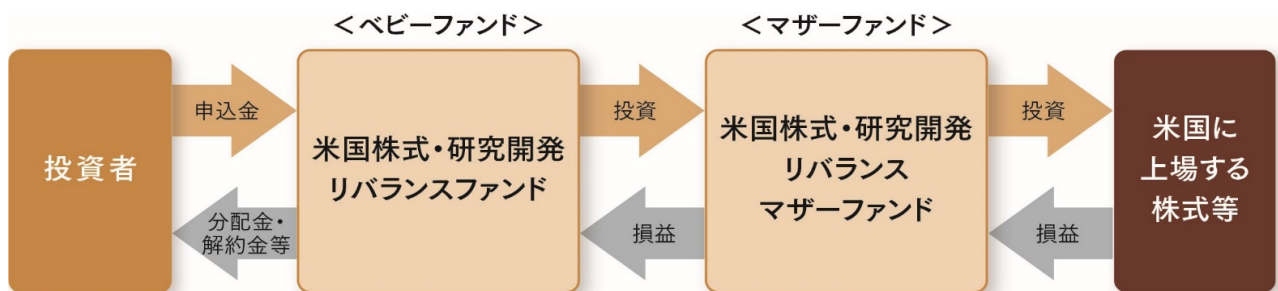 ＜ベビーファンド＞
＜マザーファンド＞
投資者
申込金
分配金・
解約金等
米国株式・研究開発
リバランスファンド
投資
損益
米国株式・研究開発
リバランス
マザーファンド
投資
損益
米国に
上場する
株式等